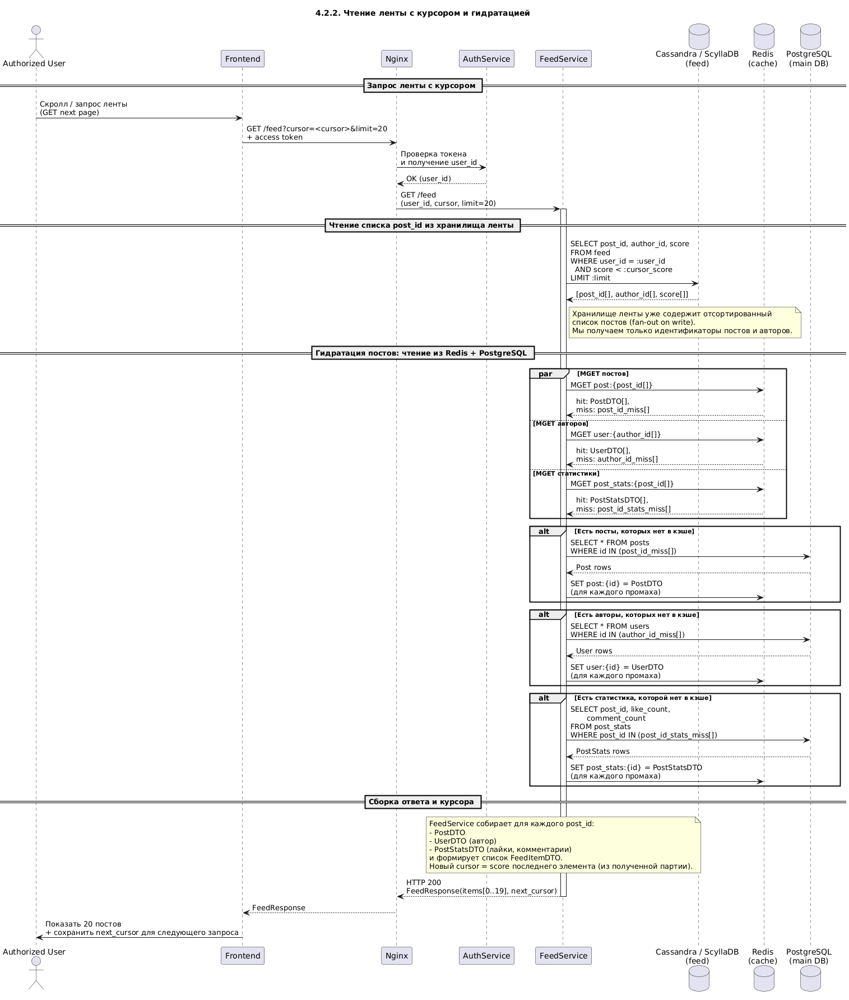 4.2.2. Чтение ленты с курсором и гидратацией
Authorized User
Frontend
Nginx
AuthService
FeedService
Cassandra / ScyllaDB
(feed)
Redis
(cache)
PostgreSQL
(main DB)
Запрос ленты с курсором
Скролл / запрос ленты
(GET next page)
GET /feed?cursor=<cursor>&limit=20
+ access token
Проверка токена
и получение user_id
OK (user_id)
GET /feed
(user_id, cursor, limit=20)
Чтение списка post_id из хранилища ленты
SELECT post_id, author_id, score
FROM feed
WHERE user_id = :user_id
AND score < :cursor_score
LIMIT :limit
[post_id[], author_id[], score[]]
Хранилище ленты уже содержит отсортированный
список постов (fan-out on write).
Мы получаем только идентификаторы постов и авторов.
Гидратация постов: чтение из Redis + PostgreSQL
par
[MGET постов]
MGET post:{post_id[]}
hit: PostDTO[],
miss: post_id_miss[]
[MGET авторов]
MGET user:{author_id[]}
hit: UserDTO[],
miss: author_id_miss[]
[MGET статистики]
MGET post_stats:{post_id[]}
hit: PostStatsDTO[],
miss: post_id_stats_miss[]
alt
[Есть посты, которых нет в кэше]
SELECT * FROM posts
WHERE id IN (post_id_miss[])
Post rows
SET post:{id} = PostDTO
(для каждого промаха)
alt
[Есть авторы, которых нет в кэше]
SELECT * FROM users
WHERE id IN (author_id_miss[])
User rows
SET user:{id} = UserDTO
(для каждого промаха)
alt
[Есть статистика, которой нет в кэше]
SELECT post_id, like_count,
comment_count
FROM post_stats
WHERE post_id IN (post_id_stats_miss[])
PostStats rows
SET post_stats:{id} = PostStatsDTO
(для каждого промаха)
Сборка ответа и курсора
FeedService собирает для каждого post_id:
- PostDTO
- UserDTO (автор)
- PostStatsDTO (лайки, комментарии)
и формирует список FeedItemDTO.
Новый cursor = score последнего элемента (из полученной партии).
HTTP 200
FeedResponse(items[0..19], next_cursor)
FeedResponse
Показать 20 постов
+ сохранить next_cursor для следующего запроса
Authorized User
Frontend
Nginx
AuthService
FeedService
Cassandra / ScyllaDB
(feed)
Redis
(cache)
PostgreSQL
(main DB)